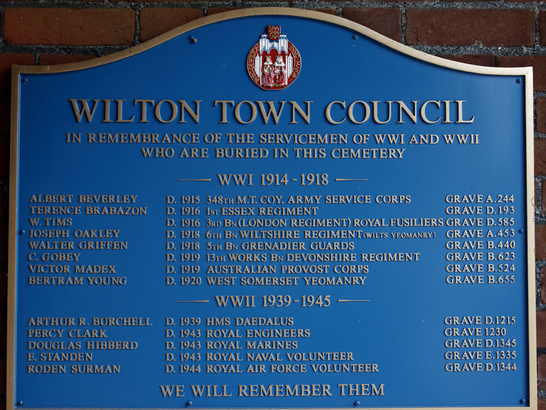 WILTON TOWN COUNCIL
IN REMEMBRANCE OF THE SERVICEMEN OF WWI AND WWII
WHO ARE BURIED IN THIS CEMETERY
WWI 1914-1918
ALBERT BEVERLEY D. 1915 348TH M.T. COY, ARMY SERVICE CORPS GRAVE A. 244
TERENCE BRABAZON D. 1916 1ST ESSEX REGIMENT GRAVE D. 193
W. TIMS D. 1916 3RD BN (LONDON REGIMENT) ROYAL FUSILIERS GRAVE D. 585
JOSEPH OAKLEY D. 1918 6TH BN WILTSHIRE REGIMENT (WILTS YEOMANRY) GRAVE A. 453
WALTER GRIFFEN D. 1918 5TH BN GRENADIER GUARDS GRAVE B. 440
C. GOBEY D. 1919 13TH WORKS BN DEVONSHIRE REGIMENT GRAVE B. 623
VICTOR MADEX D. 1919 AUSTRALIAN PROVOST CORPS GRAVE B. 524
BERTRAM YOUNG D. 1920 WEST SOMERSET YEOMANRY GRAVE B. 655
WWII 1939-1945
ARTHUR R. BURCHELL D. 1939 HMS DAEDALUS GRAVE D.1215
PERCY CLARK D. 1943 ROYAL ENGINEERS GRAVE 1230
DOUGLAS HIBBERD D. 1943 ROYAL MARINES GRAVE D.1345
E. STANDEN D. 1943 ROYAL NAVAL VOLUNTEER GRAVE E.1335
RODEN SURMAN D. 1944 ROYAL AIR FORCE VOLUNTEER GRAVE D.1344
WE WILL REMEMBER THEM